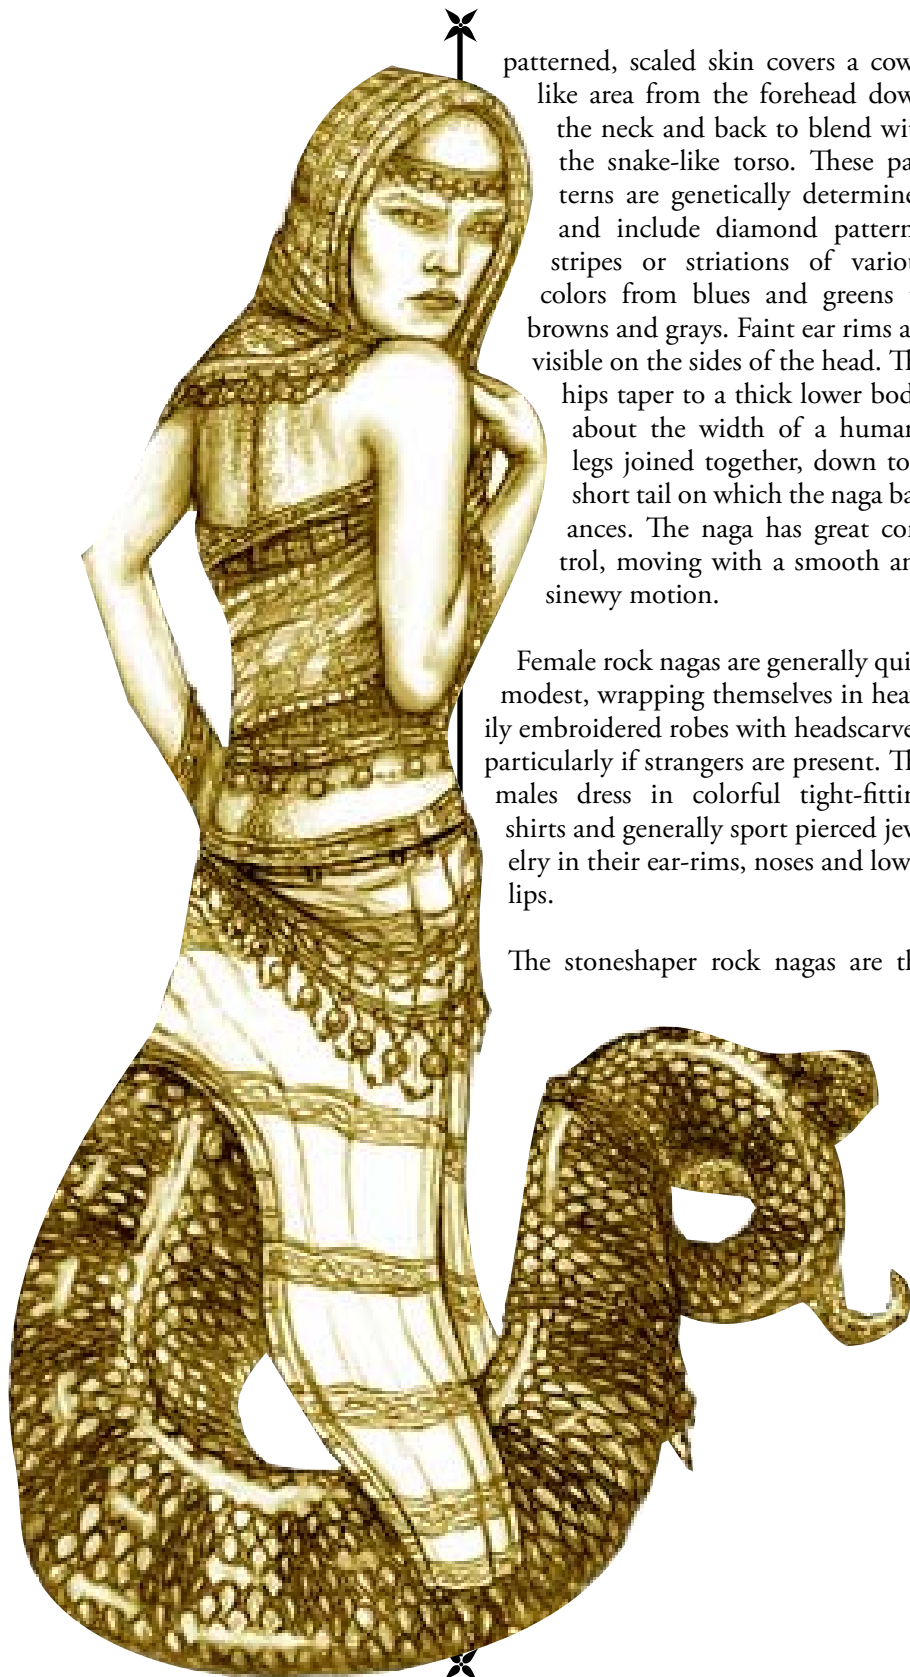 patterned, scaled skin covers a cow
like area from the forehead dow
the neck and back to blend wi
the snake-like torso. These pa
terns are genetically determine
and include diamond pattern
stripes or striations of variou
colors from blues and greens
browns and grays. Faint ear rims a
visible on the sides of the head. Th
hips taper to a thick lower bod
about the width of a human
legs joined together, down to
short tail on which the naga ba
ances. The naga has great con
trol, moving with a smooth an
sinewy motion.
Female rock nagas are generally qui
modest, wrapping themselves in hea
ily embroidered robes with headscarve
particularly if strangers are present. Th
males dress in colorful tight-fittin
shirts and generally sport pierced jew
elry in their ear-rims, noses and low
lips.
The stoneshaper rock nagas are th